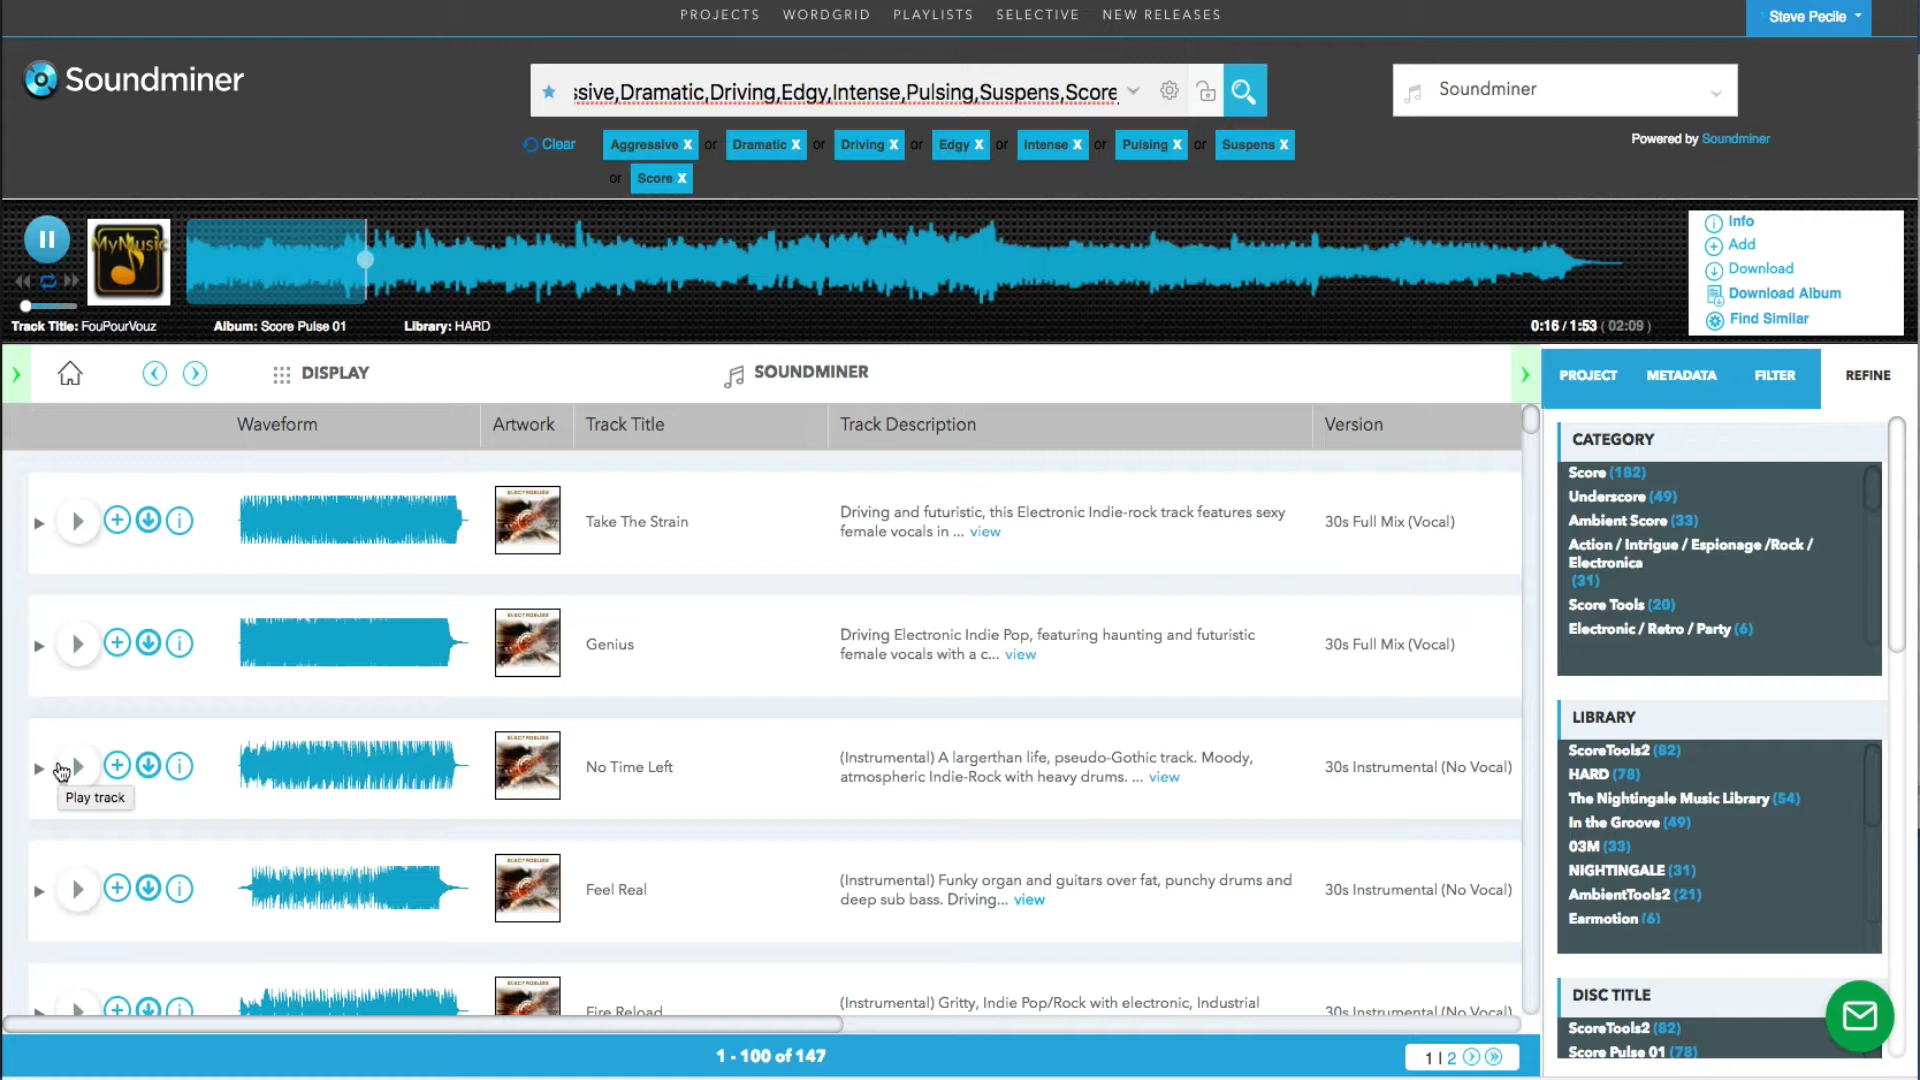 PROJECTS WORDGRID PLAYLISTS SELECTIVE NEW RELEASES
Steve Pecile
Soundminer
ssive,Dramatic,Driving,Edgy,Intense,Pulsing,Suspens,Score
Soundminer
Clear Aggressive X or Dramatic X or Driving X or Edgy X or Intense X or Pulsing X or Suspens X
Powered by Soundminer
or Score X
MyMusic
Info
Add
Download
Download Album
Find Similar
Track Title: FouPourVouz Album: Score Pulse 01 Library: HARD 0:16 / 1:53 ( 02:09 )
DISPLAY SOUNDMINER
PROJECT METADATA FILTER REFINE
Waveform Artwork Track Title Track Description Version
Take The Strain
Driving and futuristic, this Electronic Indie-rock track features sexy
female vocals in ... view
30s Full Mix (Vocal)
Genius
Driving Electronic Indie Pop, featuring haunting and futuristic
female vocals with a c... view
30s Full Mix (Vocal)
No Time Left
(Instrumental) A largerthan life, pseudo-Gothic track. Moody,
atmospheric Indie-Rock with heavy drums. ... view
30s Instrumental (No Vocal)
Play track
Feel Real
(Instrumental) Funky organ and guitars over fat, punchy drums and
deep sub bass. Driving... view
30s Instrumental (No Vocal)
Fire Reload
(Instrumental) Gritty, Indie Pop/Rock with electronic, Industrial
30s Instrumental (No Vocal)
1 - 100 of 147
1 | 2
CATEGORY
Score (182)
Underscore (49)
Ambient Score (33)
Action / Intrigue / Espionage /Rock /
Electronica
(31)
Score Tools (20)
Electronic / Retro / Party (6)
LIBRARY
ScoreTools2 (82)
HARD (78)
The Nightingale Music Library (54)
In the Groove (49)
03M (33)
NIGHTINGALE (31)
AmbientTools2 (21)
Earmotion (6)
DISC TITLE
ScoreTools2 (82)
Score Pulse 01 (78)